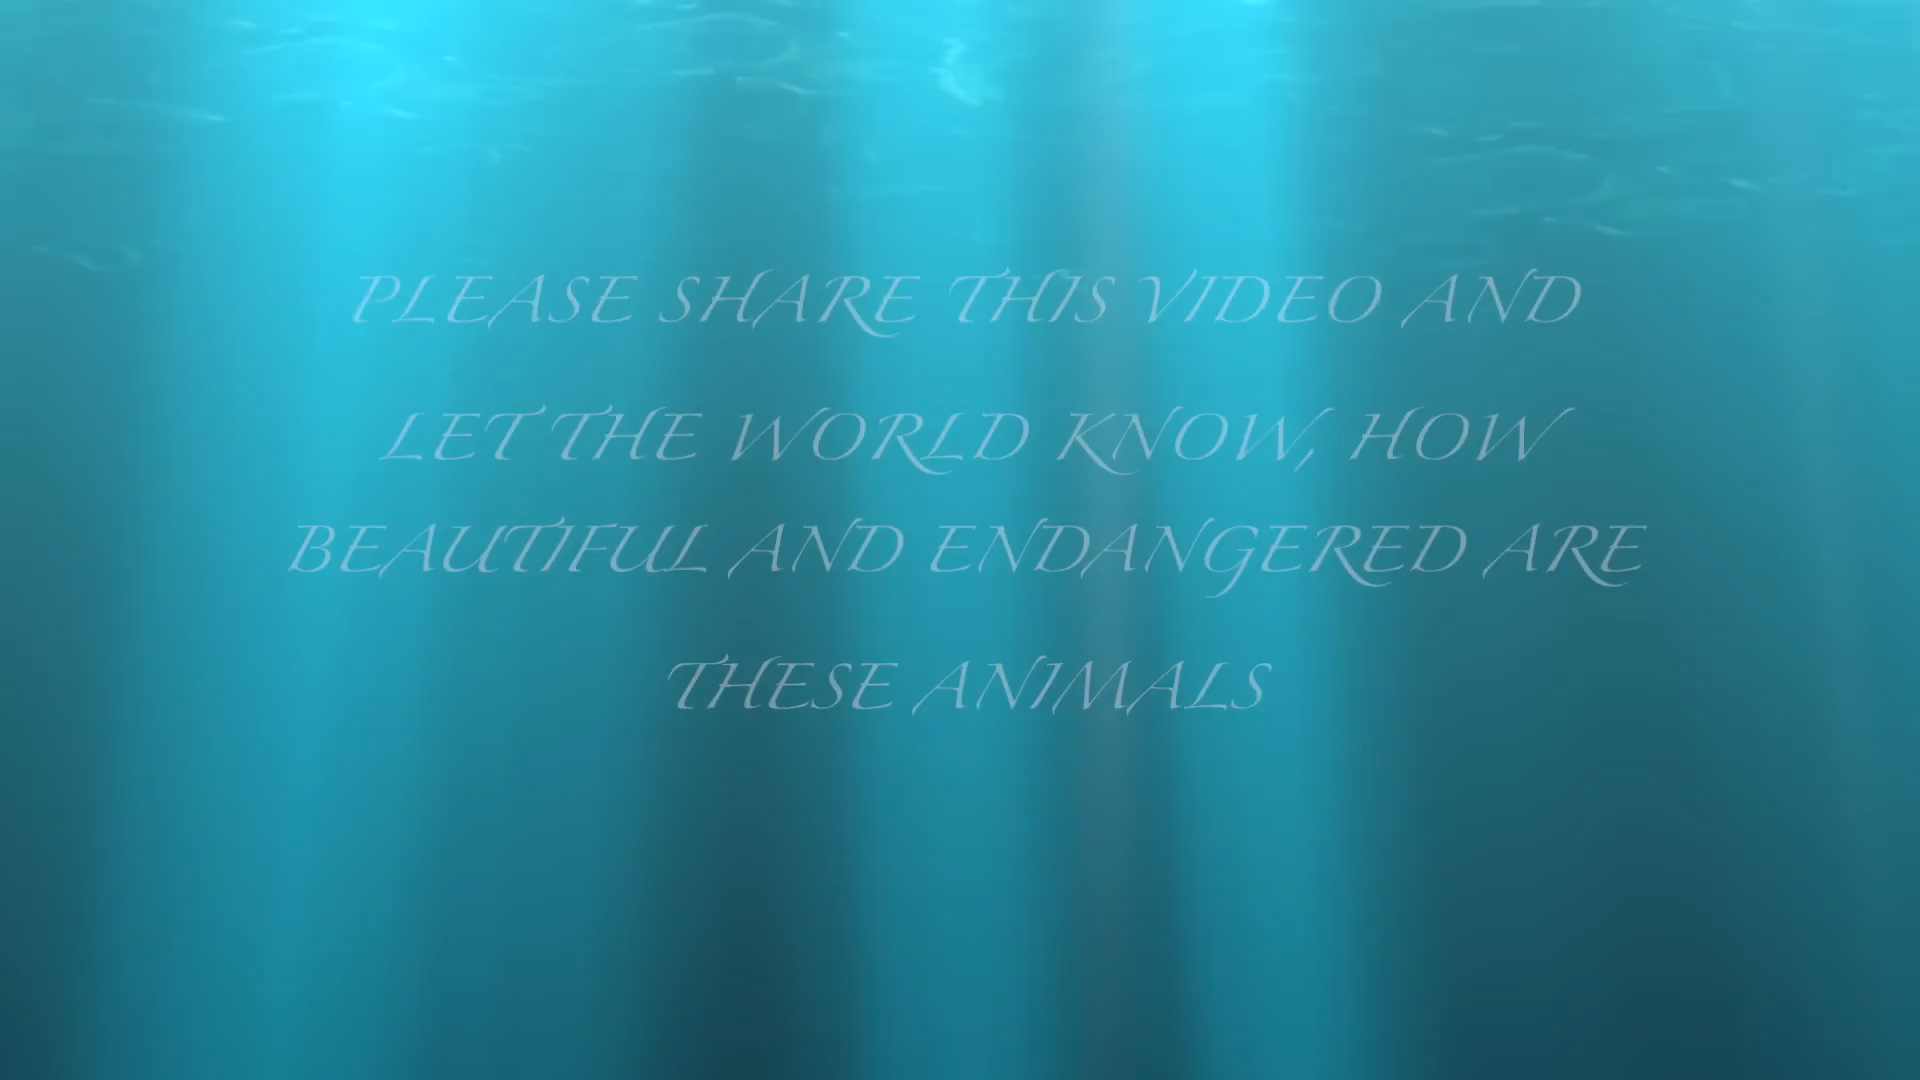 PLEASE SHARE THIS VIDEO AND
LET THE WORLD KNOW, HOW
BEAUTIFUL AND ENDANGERED ARE
THESE ANIMALS